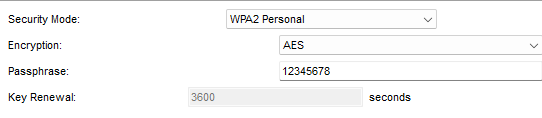 Security Mode: WPA2 Personal
Encryption: AES
Passphrase: 12345678
Key Renewal: 3600 seconds